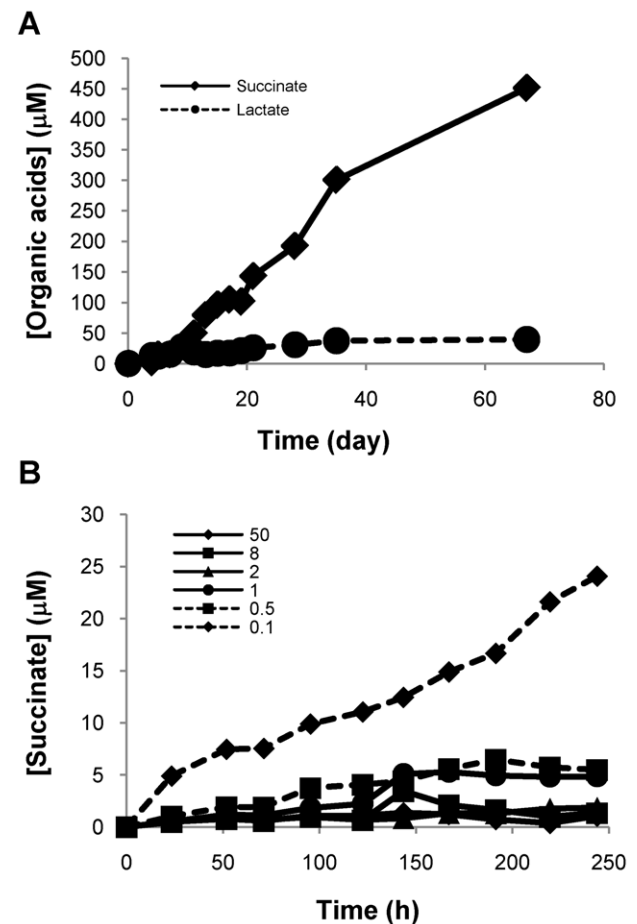 A
[Organic acids] (μM)
500
450
400
350
300
250
200
150
100
50
0
Succinate
Lactate
0 20 40 60 80
Time (day)
B
[Succinate] (μM)
30
25
20
15
10
5
0
50
8
2
1
0.5
0.1
0 50 100 150 200 250
Time (h)